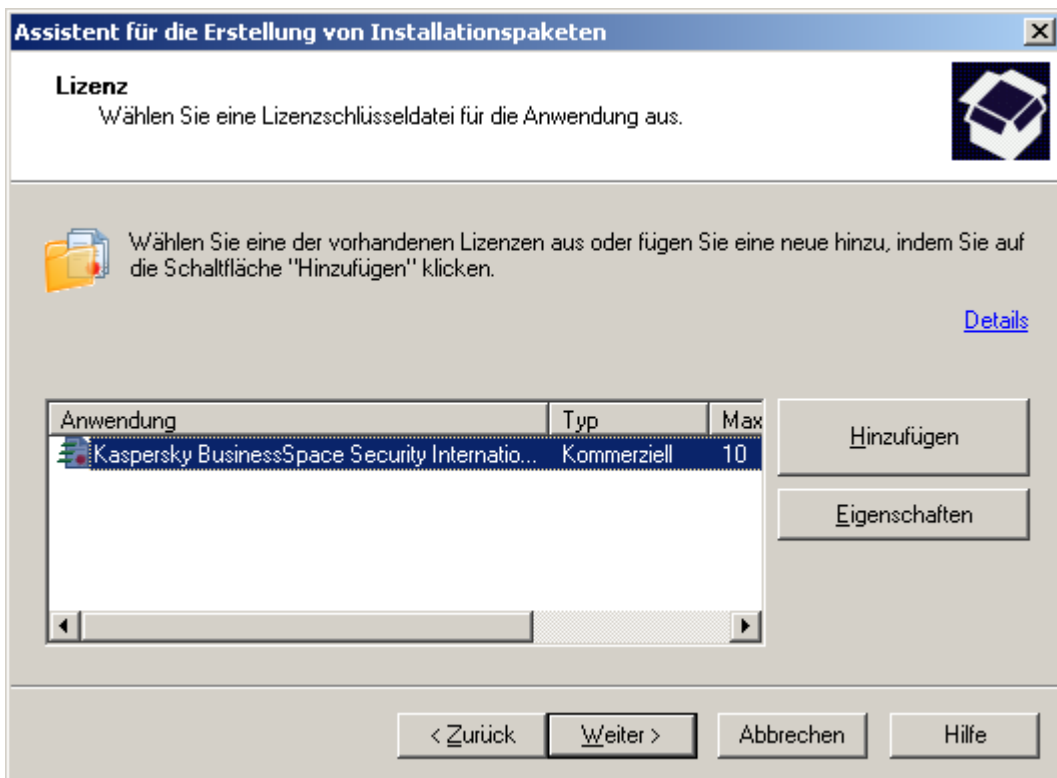 Assistent für die Erstellung von Installationspaketen
Lizenz
Wählen Sie eine Lizenzschlüsseldatei für die Anwendung aus.
Wählen Sie eine der vorhandenen Lizenzen aus oder fügen Sie eine neue hinzu, indem Sie auf
die Schaltfläche "Hinzufügen" klicken.
Details
Anwendung Typ Max
Kaspersky BusinessSpace Security Internatio... Kommerziell 10
Hinzufügen
Eigenschaften
< Zurück Weiter > Abbrechen Hilfe